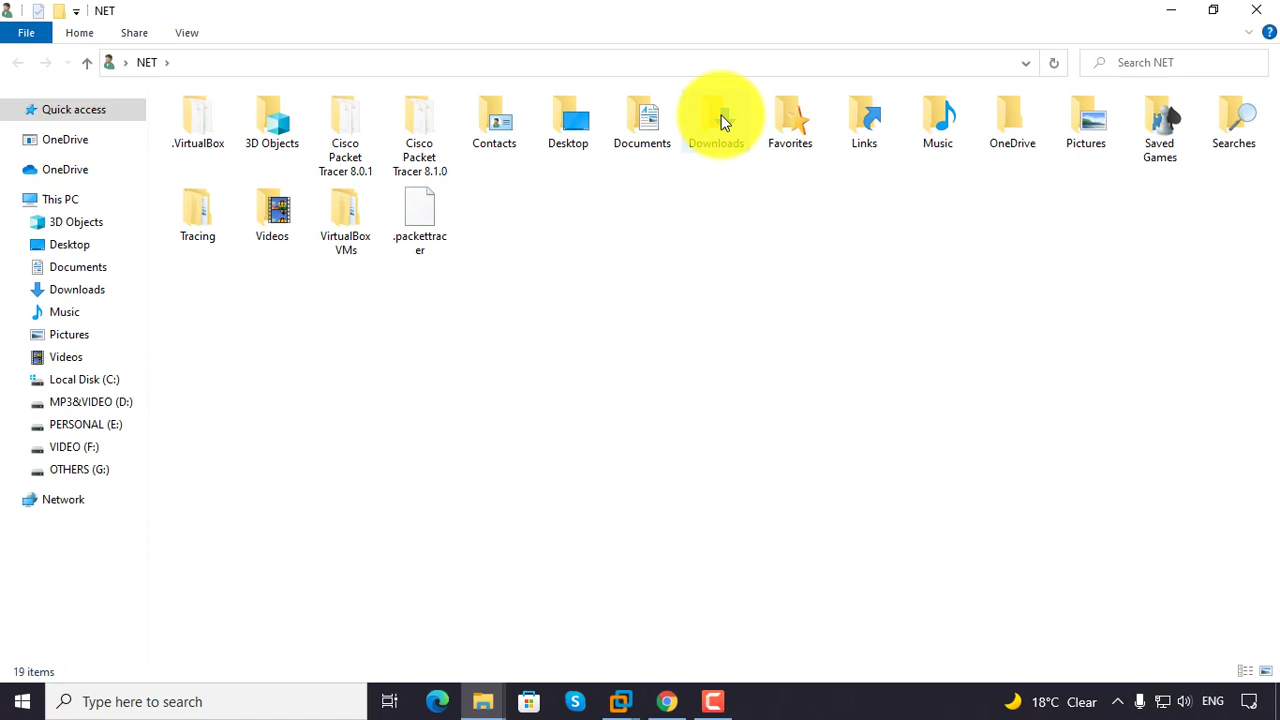 NET
File
Home
Share
View
NET
Search NET
Quick access
OneDrive
OneDrive
This PC
3D Objects
Desktop
Documents
Downloads
Music
Pictures
Videos
Local Disk (C:)
MP3&VIDEO (D:)
PERSONAL (E:)
VIDEO (F:)
OTHERS (G:)
Network
.VirtualBox
3D Objects
Cisco
Packet
Tracer 8.0.1
Cisco
Packet
Tracer 8.1.0
Contacts
Desktop
Documents
Downloads
Favorites
Links
Music
OneDrive
Pictures
Saved
Games
Searches
Tracing
Videos
VirtualBox
VMs
.packettrac
er
19 items
Type here to search
18°C Clear
ENG